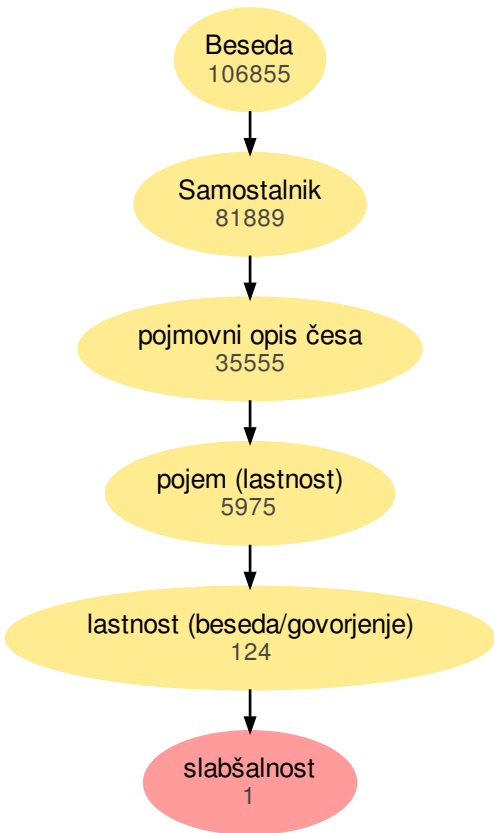 Beseda
106855
Samostalnik
81889
pojmovni opis česa
35555
pojem (lastnost)
5975
lastnost (beseda/govorjenje)
124
slabšalnost
1